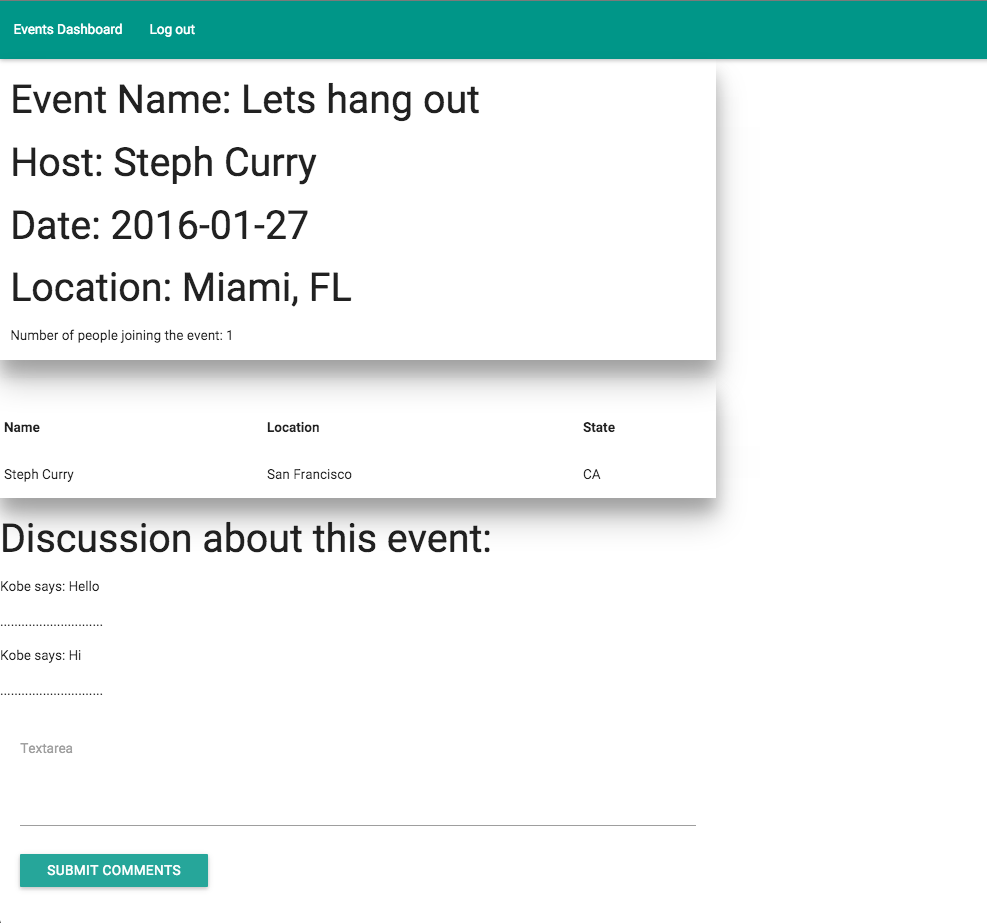 Events Dashboard Log out
Event Name: Lets hang out
Host: Steph Curry
Date: 2016-01-27
Location: Miami, FL
Number of people joining the event: 1
Name Location State
Steph Curry San Francisco CA
Discussion about this event:
Kobe says: Hello
.............................
Kobe says: Hi
.............................
Textarea
SUBMIT COMMENTS